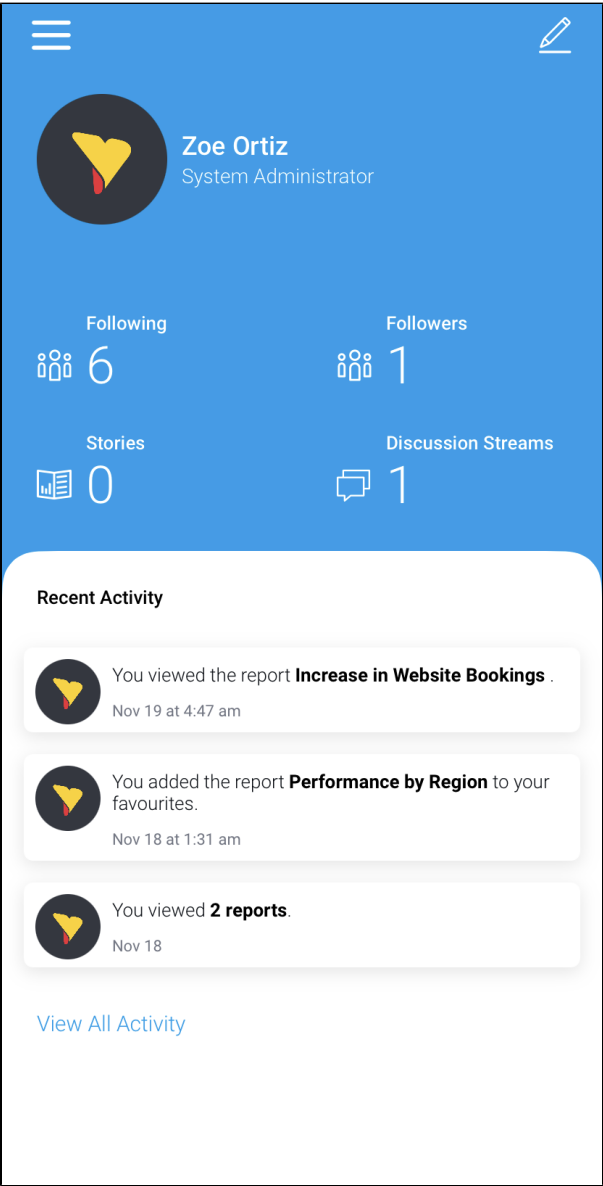 Zoe Ortiz
System Administrator
Following
6
Followers
1
Stories
0
Discussion Streams
1
Recent Activity
You viewed the report Increase in Website Bookings .
Nov 19 at 4:47 am
You added the report Performance by Region to your
favourites.
Nov 18 at 1:31 am
You viewed 2 reports.
Nov 18
View All Activity